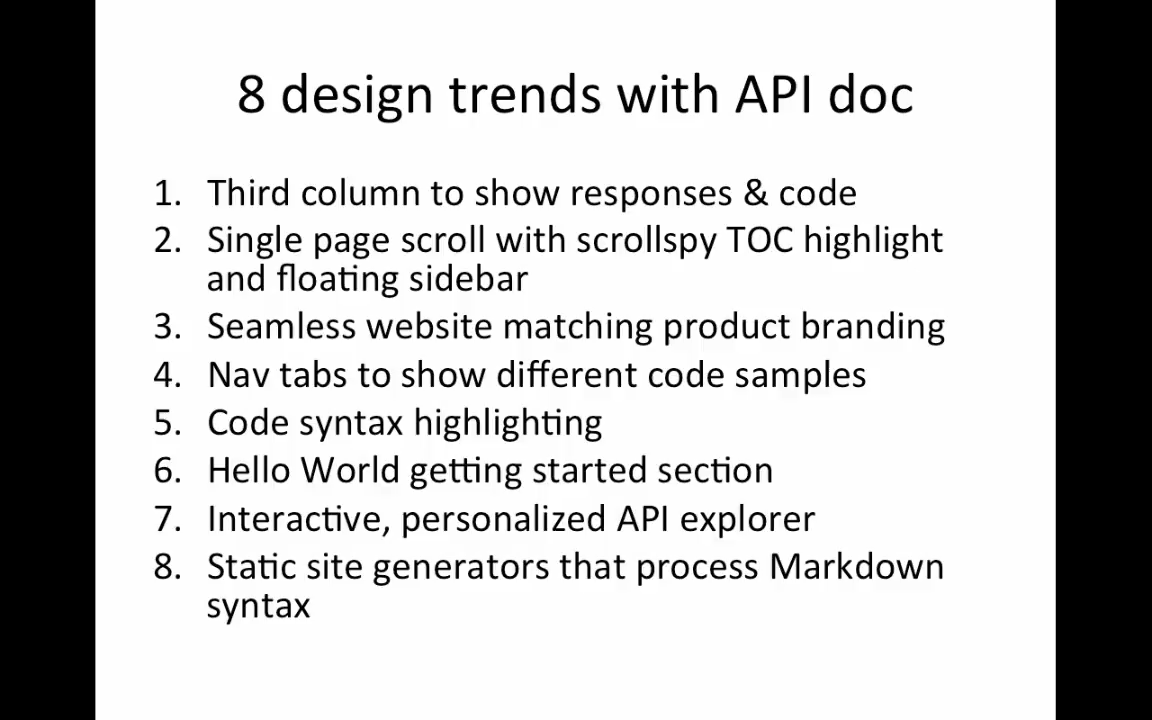 8 design trends with API doc
1. Third column to show responses & code
2. Single page scroll with scrollspy TOC highlight
and floating sidebar
3. Seamless website matching product branding
4. Nav tabs to show different code samples
5. Code syntax highlighting
6. Hello World getting started section
7. Interactive, personalized API explorer
8. Static site generators that process Markdown
syntax